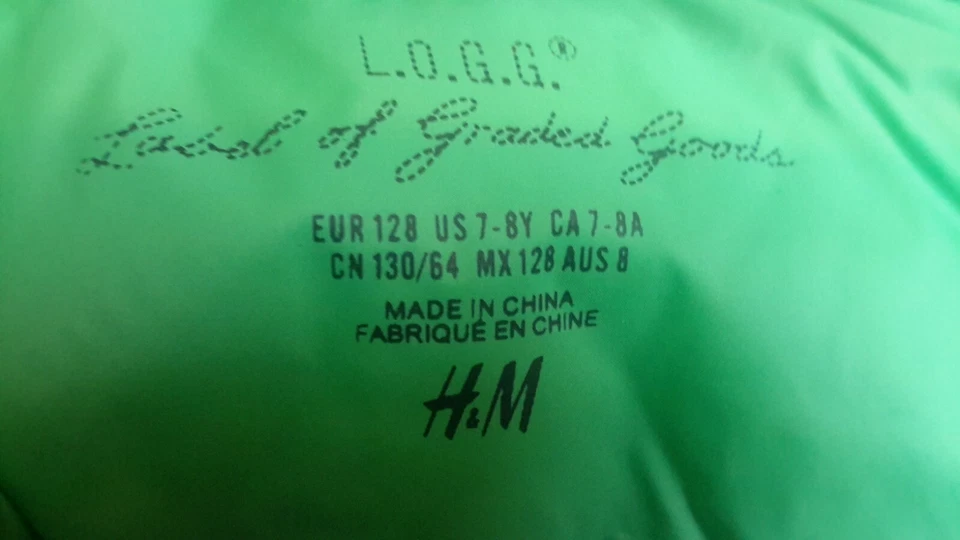 L.O.G.G.®
Label of Graded Goods
EUR 128 US 7-8Y CA 7-8A
CN 130/64 MX 128 AUS 8
MADE IN CHINA
FABRIQUÉ EN CHINE
H&M